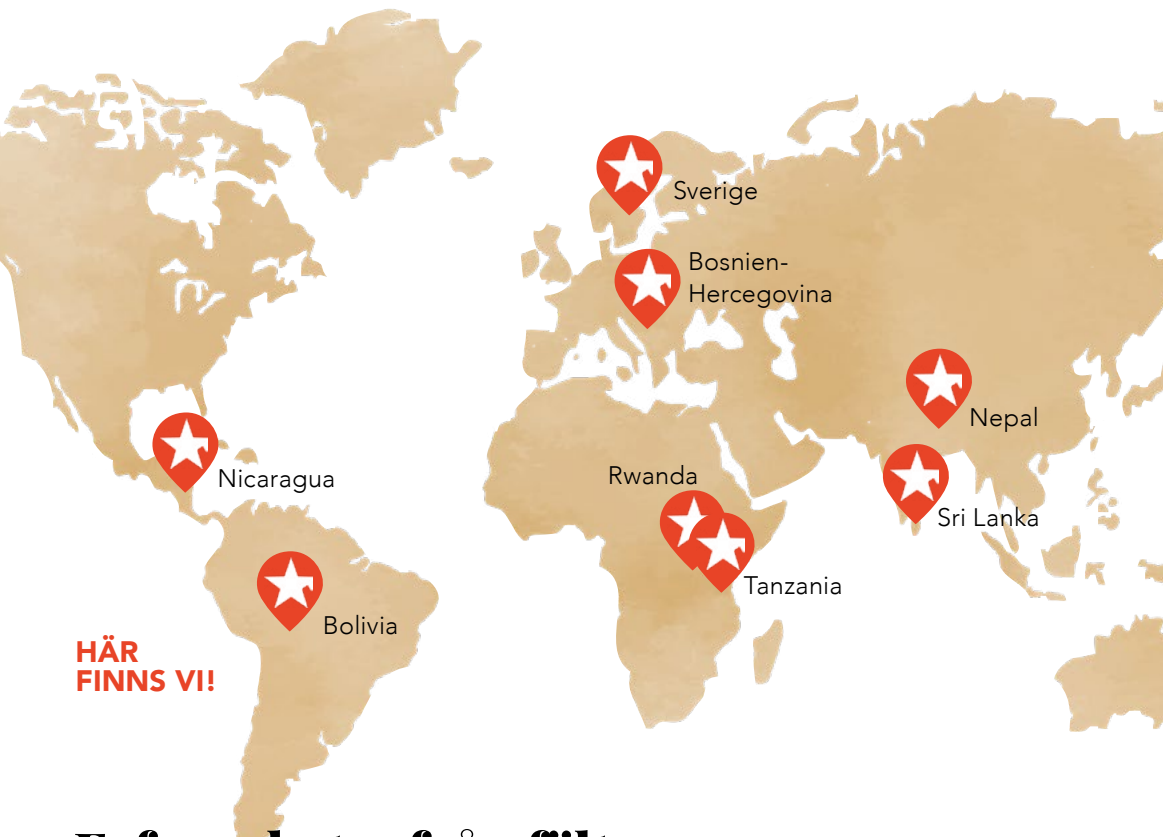 Sverige
Bosnien-
Hercegovina
Nepal
Nicaragua
Rwanda
Sri Lanka
Tanzania
Bolivia
HÄR
FINNS VI!